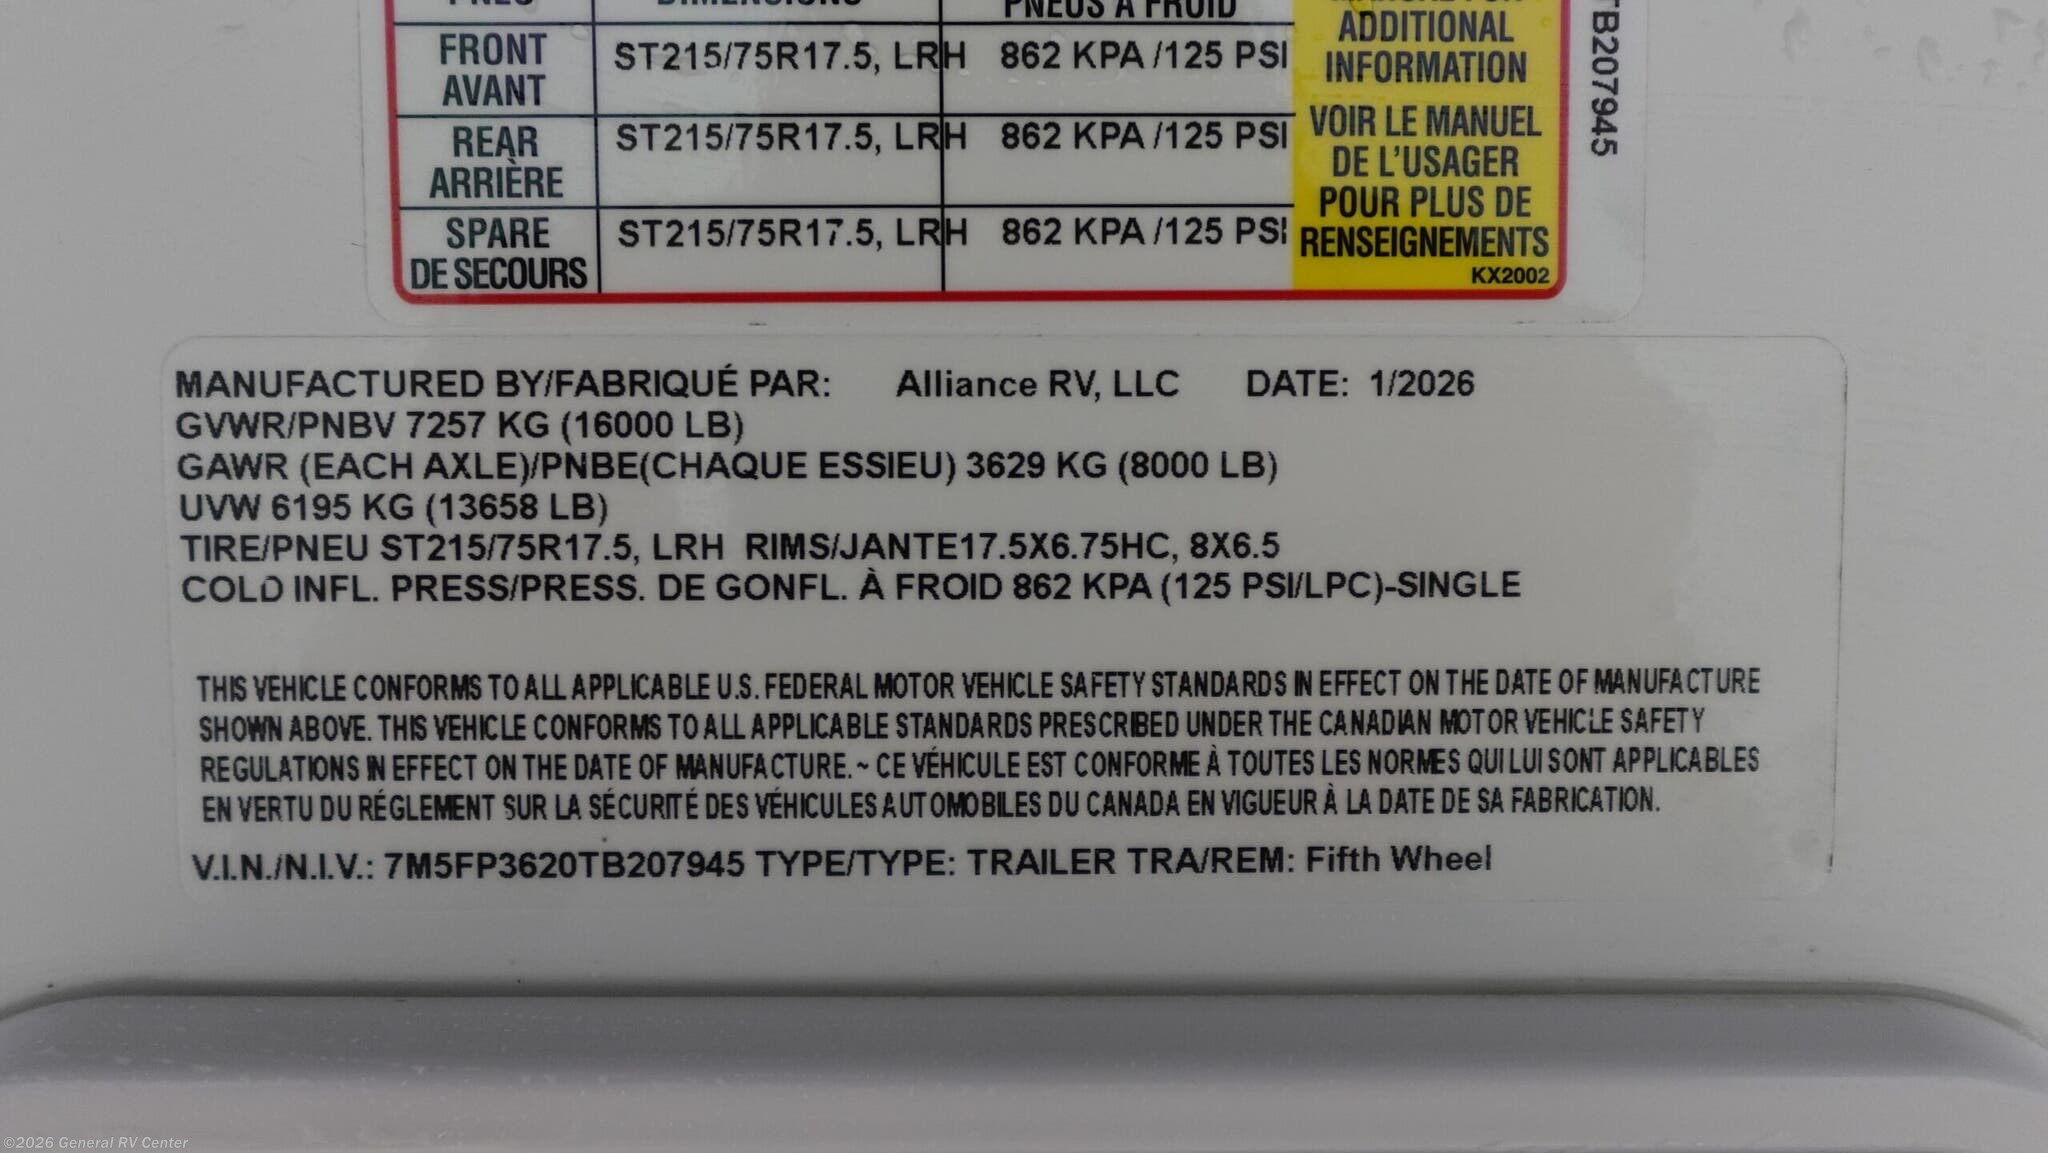 PNEUS À FROID
FRONT
AVANT
ST215/75R17.5, LRH 862 KPA /125 PSI
REAR
ARRIÈRE
ST215/75R17.5, LRH 862 KPA /125 PSI
SPARE
DE SECOURS
ST215/75R17.5, LRH 862 KPA /125 PSI
ADDITIONAL
INFORMATION
VOIR LE MANUEL
DE L'USAGER
POUR PLUS DE
RENSEIGNEMENTS
KX2002
TB207945
MANUFACTURED BY/FABRIQUÉ PAR: Alliance RV, LLC DATE: 1/2026
GVWR/PNBV 7257 KG (16000 LB)
GAWR (EACH AXLE)/PNBE(CHAQUE ESSIEU) 3629 KG (8000 LB)
UVW 6195 KG (13658 LB)
TIRE/PNEU ST215/75R17.5, LRH RIMS/JANTE17.5X6.75HC, 8X6.5
COLD INFL. PRESS/PRESS. DE GONFL. À FROID 862 KPA (125 PSI/LPC)-SINGLE
THIS VEHICLE CONFORMS TO ALL APPLICABLE U.S. FEDERAL MOTOR VEHICLE SAFETY STANDARDS IN EFFECT ON THE DATE OF MANUFACTURE
SHOWN ABOVE. THIS VEHICLE CONFORMS TO ALL APPLICABLE STANDARDS PRESCRIBED UNDER THE CANADIAN MOTOR VEHICLE SAFETY
REGULATIONS IN EFFECT ON THE DATE OF MANUFACTURE. ~ CE VÉHICULE EST CONFORME À TOUTES LES NORMES QUI LUI SONT APPLICABLES
EN VERTU DU RÉGLEMENT SUR LA SÉCURITÉ DES VÉHICULES AUTOMOBILES DU CANADA EN VIGUEUR À LA DATE DE SA FABRICATION.
V.I.N./N.I.V.: 7M5FP3620TB207945 TYPE/TYPE: TRAILER TRA/REM: Fifth Wheel
©2026 General RV Center